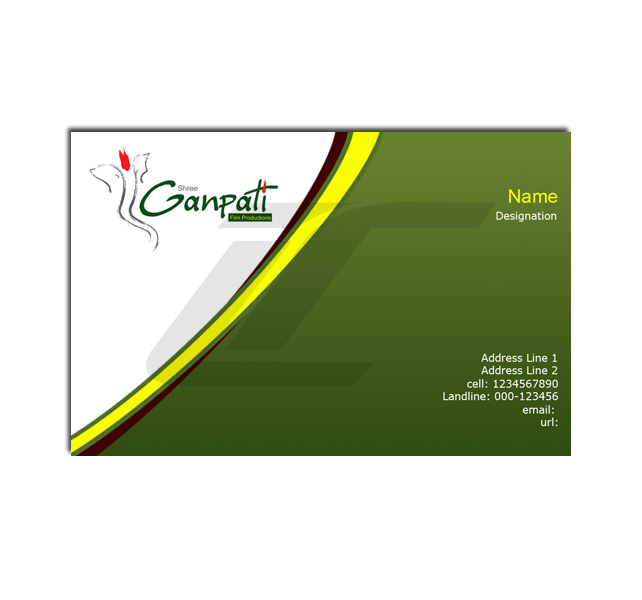 Shree
Ganpati
Film Productions
Name
Designation
Address Line 1
Address Line 2
cell: 1234567890
Landline: 000-123456
email:
url: